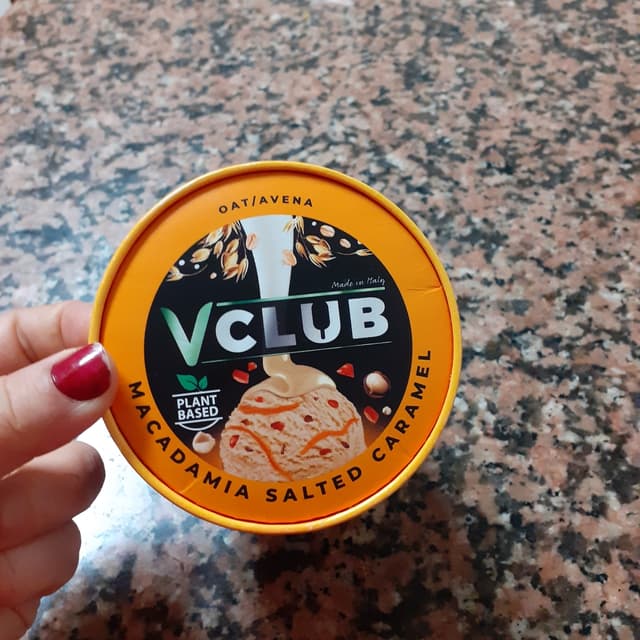 OAT/AVENA
Made in Italy
VCLUB
PLANT
BASED
MACADAMIA SALTED CARAMEL